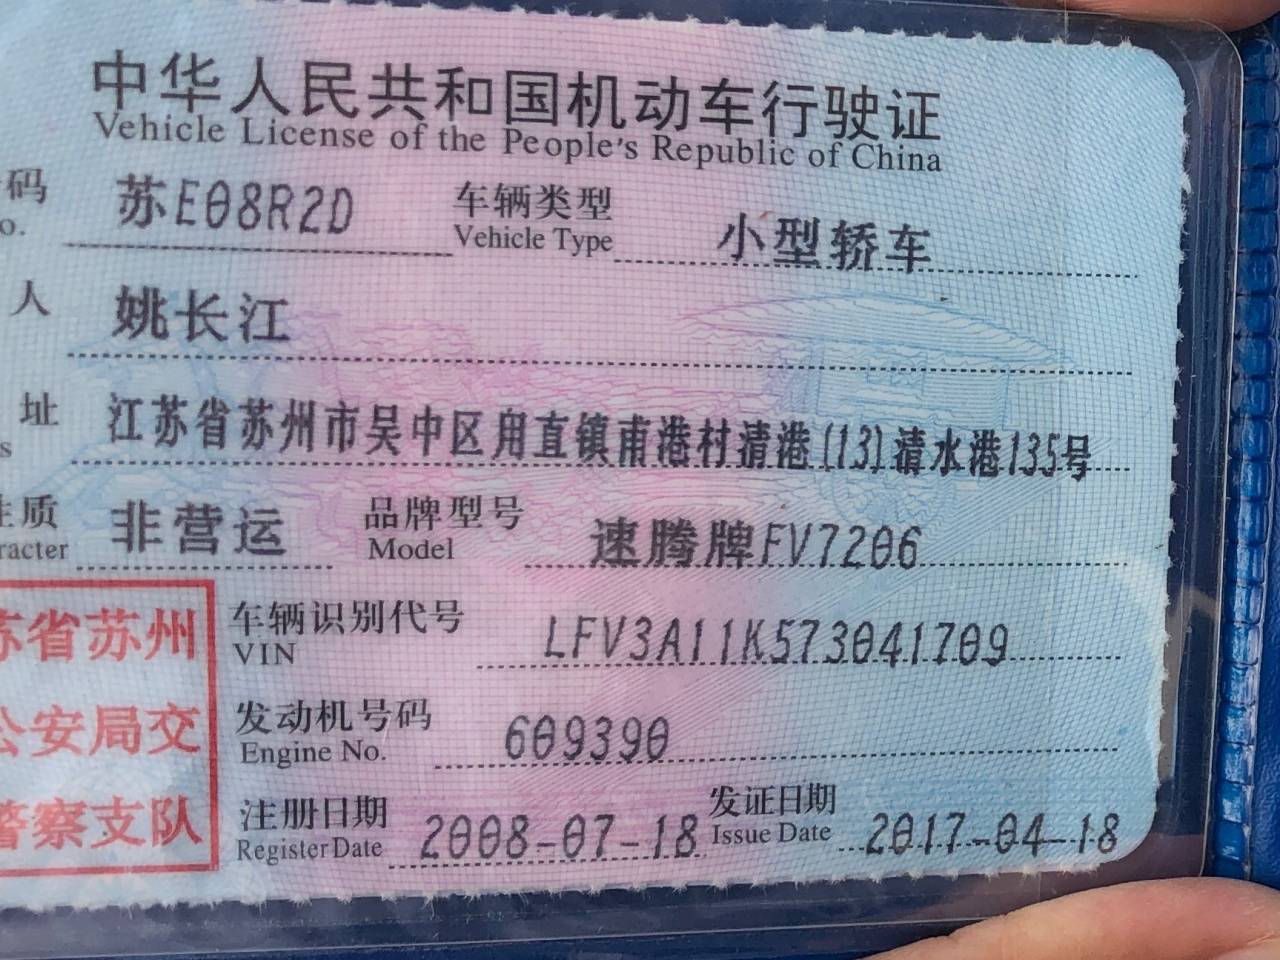 中华人民共和国机动车行驶证
Vehicle License of the People's Republic of China
码 苏E08R2D 车辆类型 小型轿车
o. Vehicle Type
人 姚长江
址 江苏省苏州市吴中区甪直镇甫港村清港(13)清水港135号
s
性质 非营运 品牌型号 速腾牌FV7206
racter Model
车辆识别代号 LFV3A11K573041709
VIN
发动机号码 609390
Engine No.
苏省苏州
公安局交
警察支队
注册日期 2008-07-18 发证日期 2017-04-18
Register Date Issue Date